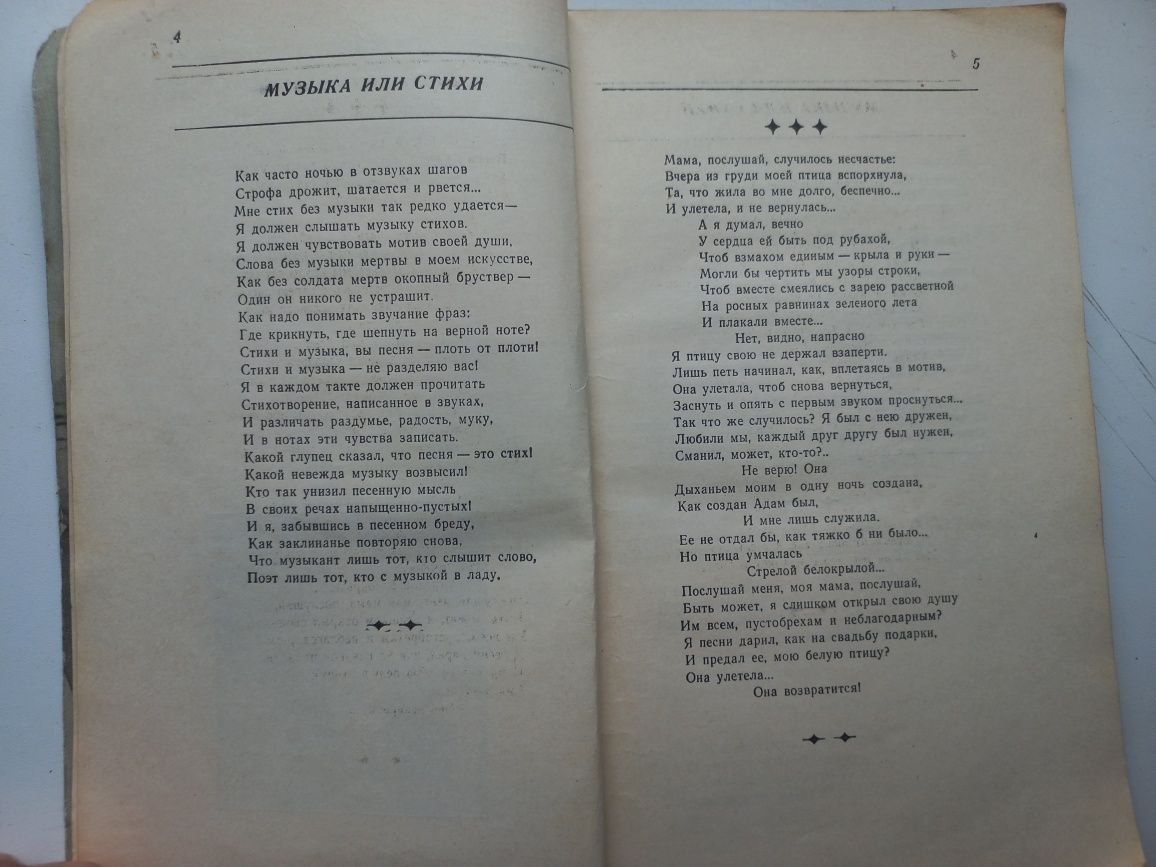 4
МУЗЫКА ИЛИ СТИХИ
Как часто ночью в отзвуках шагов
Строфа дрожит, шатается и рвется...
Мне стих без музыки так редко удается—
Я должен слышать музыку стихов.
Я должен чувствовать мотив своей души,
Слова без музыки мертвы в моем искусстве,
Как без солдата мертв окопный бруствер —
Один он никого не устрашит.
Как надо понимать звучание фраз:
Где крикнуть, где шепнуть на верной ноте?
Стихи и музыка, вы песня — плоть от плоти!
Стихи и музыка — не разделяю вас!
Я в каждом такте должен прочитать
Стихотворение, написанное в звуках,
И различать раздумье, радость, муку,
И в нотах эти чувства записать.
Какой глупец сказал, что песня — это стих!
Какой невежда музыку возвысил!
Кто так унизил песенную мысль
В своих речах напыщенно-пустых!
И я, забывшись в песенном бреду,
Как заклинанье повторяю снова,
Что музыкант лишь тот, кто слышит слово,
Поэт лишь тот, кто с музыкой в ладу.
5
Мама, послушай, случилось несчастье:
Вчера из груди моей птица вспорхнула,
Та, что жила во мне долго, беспечно...
И улетела, и не вернулась...
А я думал, вечно
У сердца ей быть под рубахой,
Чтоб взмахом единым — крыла и руки —
Могли бы чертить мы узоры строки,
Чтоб вместе смеялись с зарею рассветной
На росных равнинах зеленого лета
И плакали вместе...
Нет, видно, напрасно
Я птицу свою не держал взаперти.
Лишь петь начинал, как, вплетаясь в мотив,
Она улетала, чтоб снова вернуться,
Заснуть и опять с первым звуком проснуться...
Так что же случилось? Я был с нею дружен,
Любили мы, каждый друг другу был нужен,
Сманил, может, кто-то?..
Не верю! Она
Дыханьем моим в одну ночь создана,
Как создан Адам был,
И мне лишь служила.
Ее не отдал бы, как тяжко б ни было...
Но птица умчалась
Стрелой белокрылой...
Послушай меня, моя мама, послушай,
Быть может, я слишком открыл свою душу
Им всем, пустобрехам и неблагодарным?
Я песни дарил, как на свадьбу подарки,
И предал ее, мою белую птицу?
Она улетела...
Она возвратится!